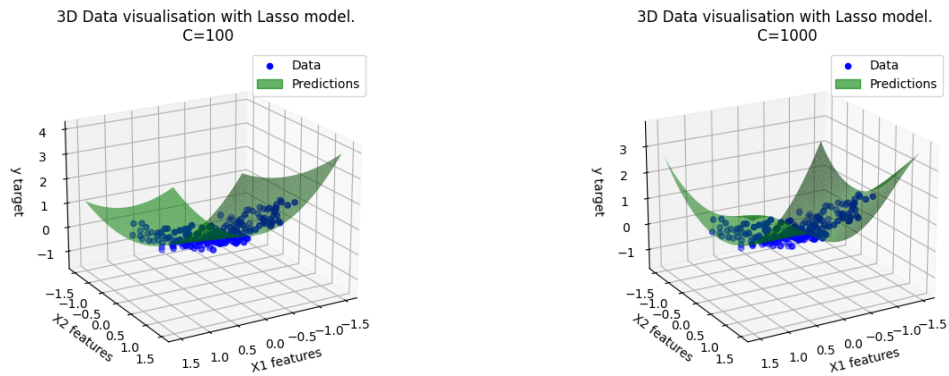 3D Data visualisation with Lasso model.
C=100
Data
Predictions
4
3
2
1
0
−1
y target
−1.5
−1.0
−0.5
0.0
0.5
1.0
1.5
X2 features
1.5
1.0
0.5
0.0
−0.5
−1.0
−1.5
X1 features
3D Data visualisation with Lasso model.
C=1000
Data
Predictions
3
2
1
0
−1
y target
−1.5
−1.0
−0.5
0.0
0.5
1.0
1.5
X2 features
1.5
1.0
0.5
0.0
−0.5
−1.0
−1.5
X1 features